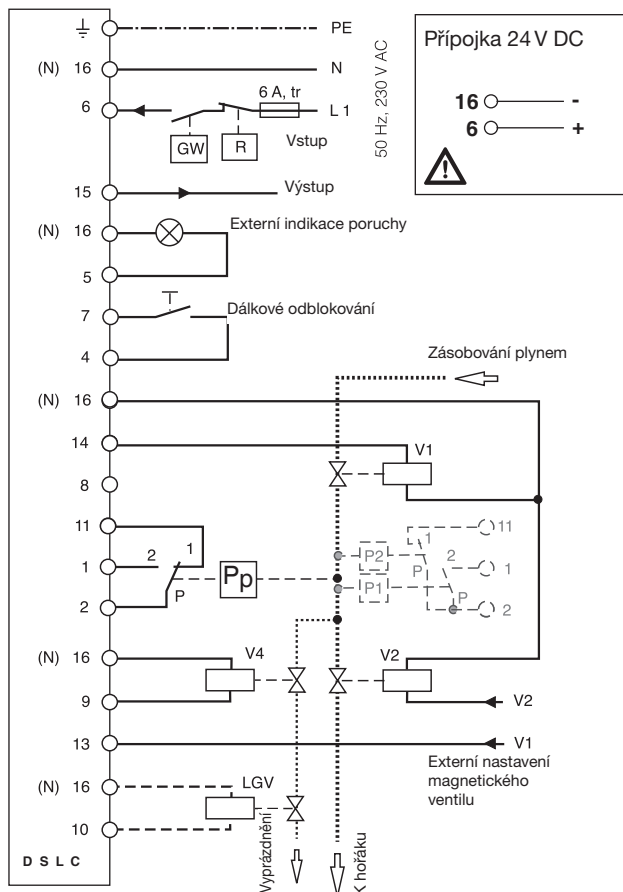 PE
(N) 16 N
6 6 A, tr L 1
GW R Vstup
50 Hz, 230 V AC
Přípojka 24 V DC
16 -
6 +
15 Výstup
(N) 16 Externí indikace poruchy
5
7 Dálkové odblokování
4
Zásobování plynem
(N) 16
14 V1
8
11 1 P2 1 11
1 2 Pp P 2 1
2 P P1 P 2
(N) 16 V4 V2
9 V2
13 V1
Externí nastavení
magnetického
ventilu
(N) 16 LGV
10
Vyprázdnění
K hořáku
D S L C